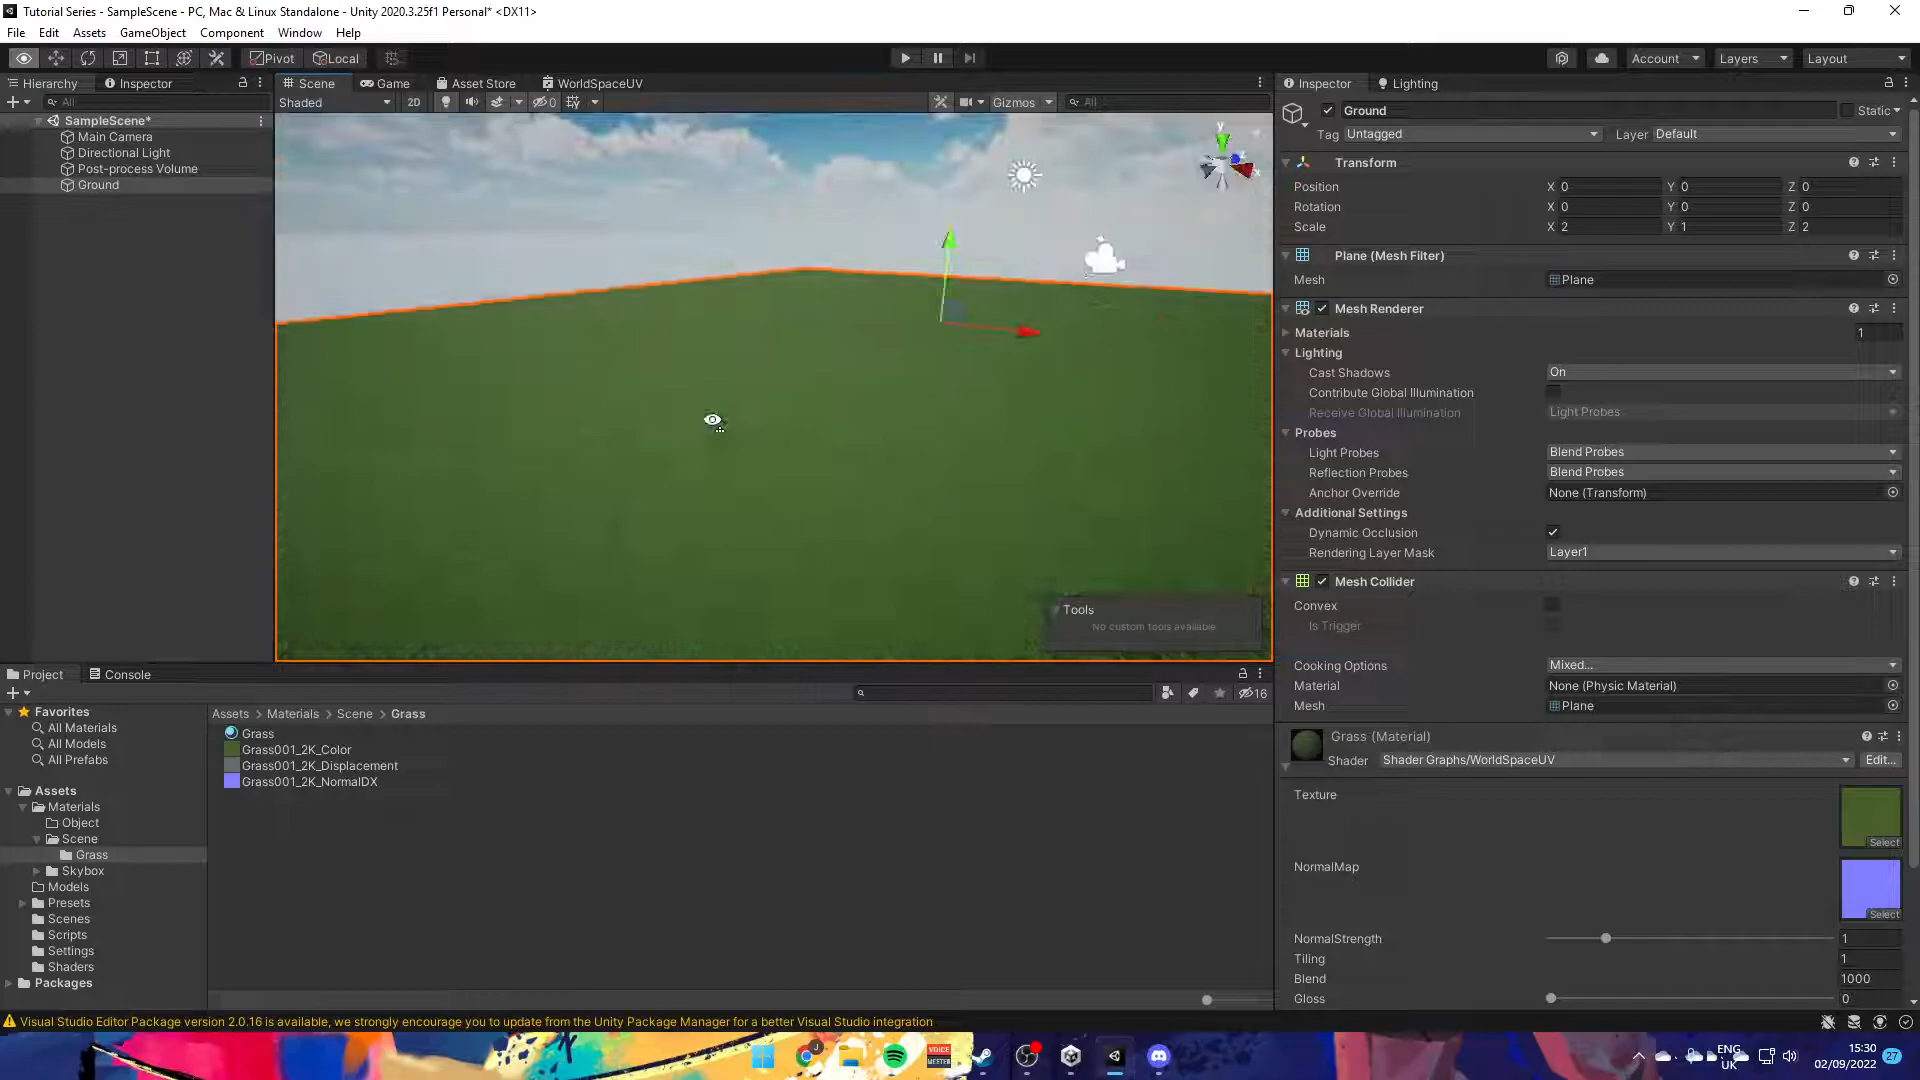 Tutorial Series - SampleScene - PC, Mac & Linux Standalone - Unity 2020.3.25f1 Personal* <DX11>
File Edit Assets GameObject Component Window Help
Pivot Local Account Layers Layout
Hierarchy Inspector
All
SampleScene*
Main Camera
Directional Light
Post-process Volume
Ground
Scene Game Asset Store WorldSpaceUV
Shaded 2D 0 Gizmos All
y
x
Tools
No custom tools available
Inspector Lighting
Ground Static
Tag Untagged Layer Default
Transform
Position X 0 Y 0 Z 0
Rotation X 0 Y 0 Z 0
Scale X 2 Y 1 Z 2
Plane (Mesh Filter)
Mesh Plane
Mesh Renderer
Materials 1
Lighting
Cast Shadows On
Contribute Global Illumination
Receive Global Illumination Light Probes
Probes
Light Probes Blend Probes
Reflection Probes Blend Probes
Anchor Override None (Transform)
Additional Settings
Dynamic Occlusion
Rendering Layer Mask Layer1
Mesh Collider
Convex
Is Trigger
Cooking Options Mixed...
Material None (Physic Material)
Mesh Plane
Grass (Material)
Shader Shader Graphs/WorldSpaceUV Edit...
Texture
Select
NormalMap
Select
NormalStrength 1
Tiling 1
Blend 1000
Gloss 0
Project Console
16
Favorites
All Materials
All Models
All Prefabs
Assets
Materials
Object
Scene
Grass
Skybox
Models
Presets
Scenes
Scripts
Settings
Shaders
Packages
Assets > Materials > Scene > Grass
Grass
Grass001_2K_Color
Grass001_2K_Displacement
Grass001_2K_NormalDX
Visual Studio Editor Package version 2.0.16 is available, we strongly encourage you to update from the Unity Package Manager for a better Visual Studio integration
VOICE
MEETER
J
ENG
UK
15:30
02/09/2022
27